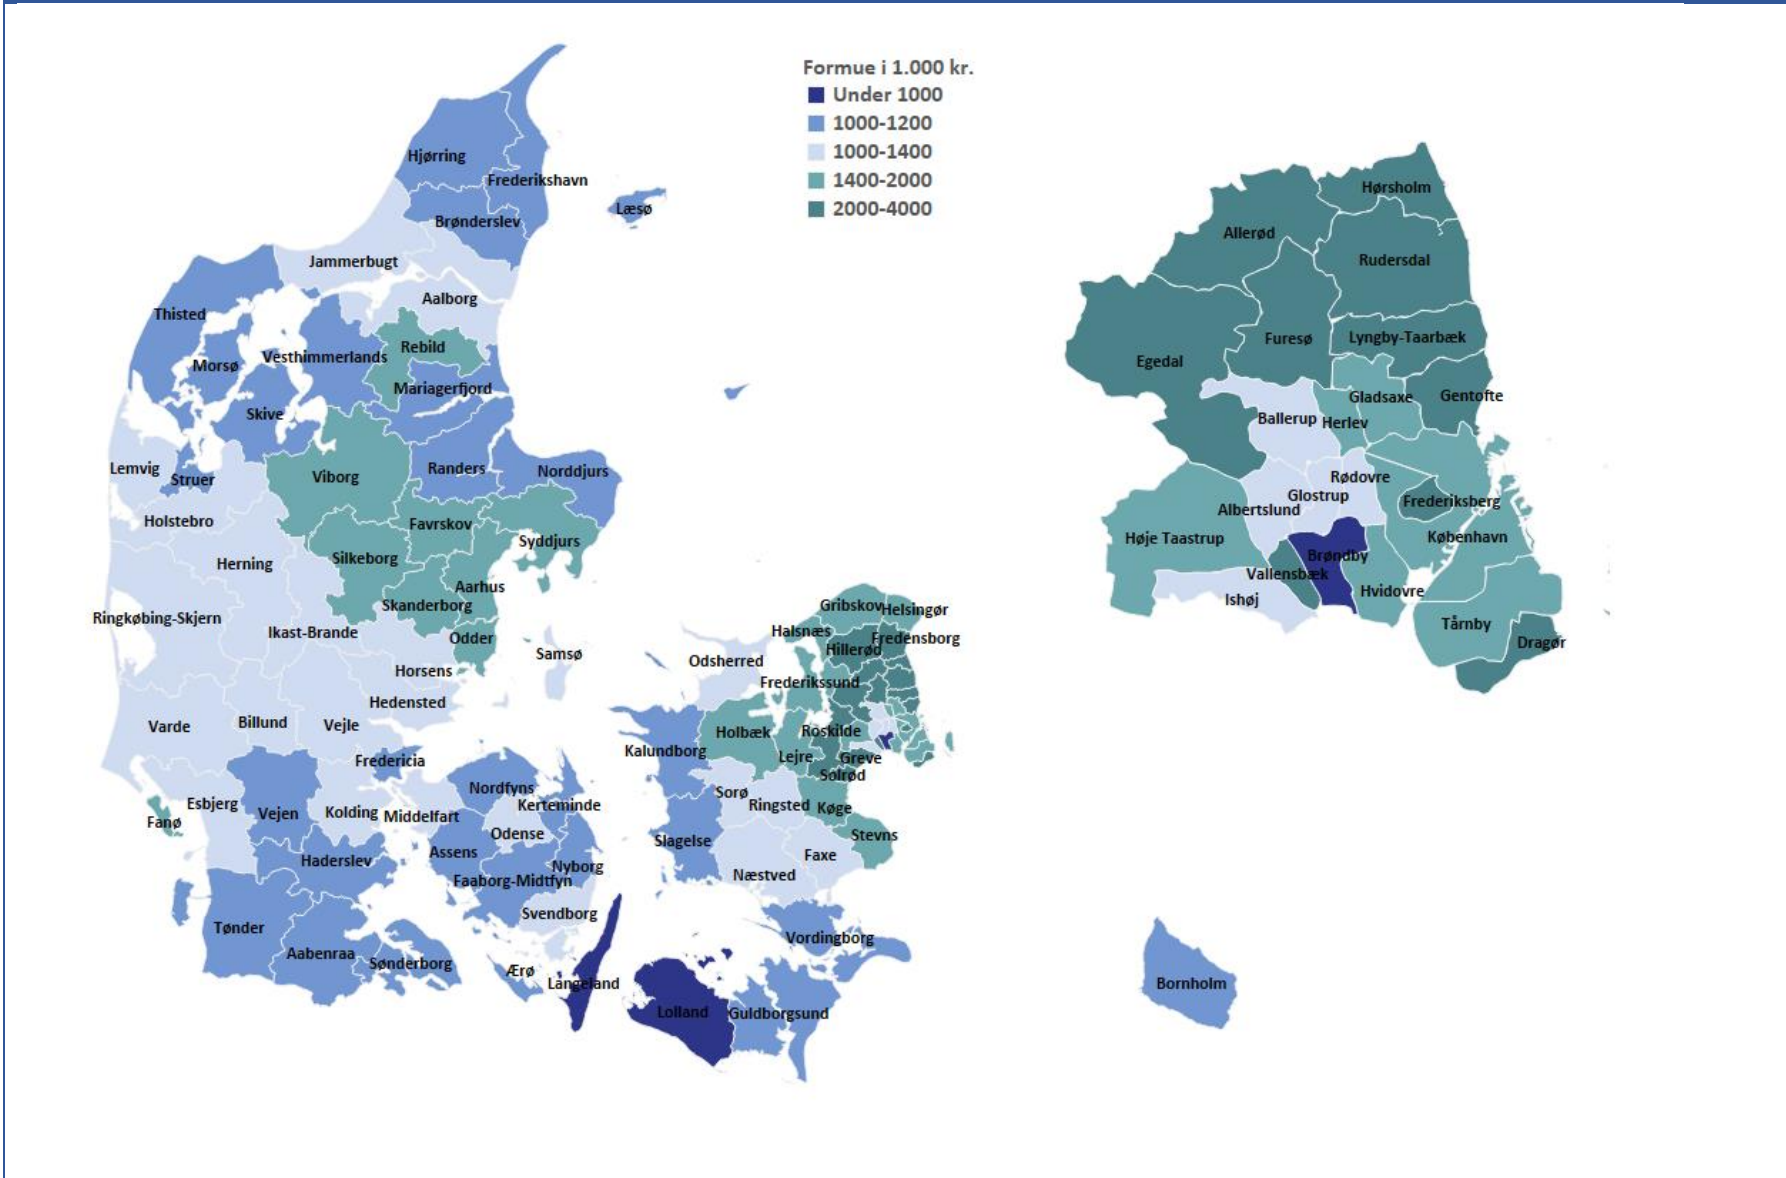 Formue i 1.000 kr.
Under 1000
1000-1200
1000-1400
1400-2000
2000-4000
Hjørring
Frederikshavn
Læsø
Brønderslev
Jammerbugt
Aalborg
Thisted
Rebild
Vesthimmerlands
Morsø
Mariagerfjord
Skive
Lemvig
Struer
Viborg
Randers
Norddjurs
Holstebro
Favrskov
Syddjurs
Herning
Silkeborg
Aarhus
Skanderborg
Ringkøbing-Skjern
Ikast-Brande
Odder
Samsø
Horsens
Hedensted
Varde
Billund
Vejle
Fredericia
Esbjerg
Vejen
Kolding
Middelfart
Nordfyns
Kerteminde
Fanø
Odense
Haderslev
Assens
Nyborg
Faaborg-Midtfyn
Svendborg
Tønder
Aabenraa
Sønderborg
Ærø
Langeland
Gribskov
Helsingør
Halsnæs
Fredensborg
Hillerød
Odsherred
Frederikssund
Holbæk
Roskilde
Kalundborg
Lejre
Greve
Solrød
Sorø
Ringsted
Køge
Slagelse
Stevns
Faxe
Næstved
Vordingborg
Lolland
Guldborgsund
Hørsholm
Allerød
Rudersdal
Furesø
Lyngby-Taarbæk
Egedal
Gladsaxe
Gentofte
Ballerup
Herlev
Rødovre
Glostrup
Frederiksberg
Albertslund
Høje Taastrup
København
Brøndby
Vallensbæk
Hvidovre
Ishøj
Tårnby
Dragør
Bornholm